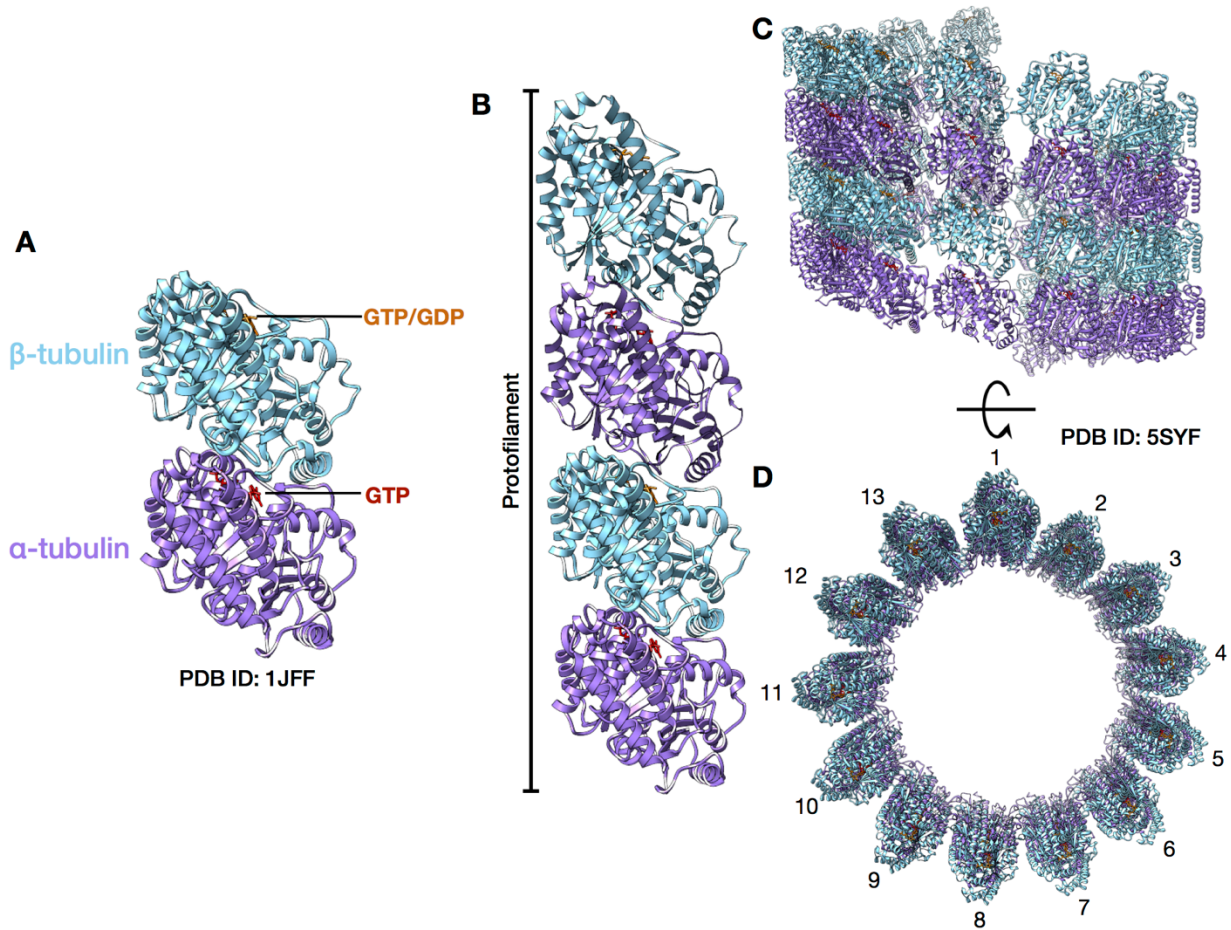 A
β-tubulin
GTP/GDP
GTP
α-tubulin
PDB ID: 1JFF
B
Protofilament
C
PDB ID: 5SYF
D
1
2
3
4
5
6
7
8
9
10
11
12
13